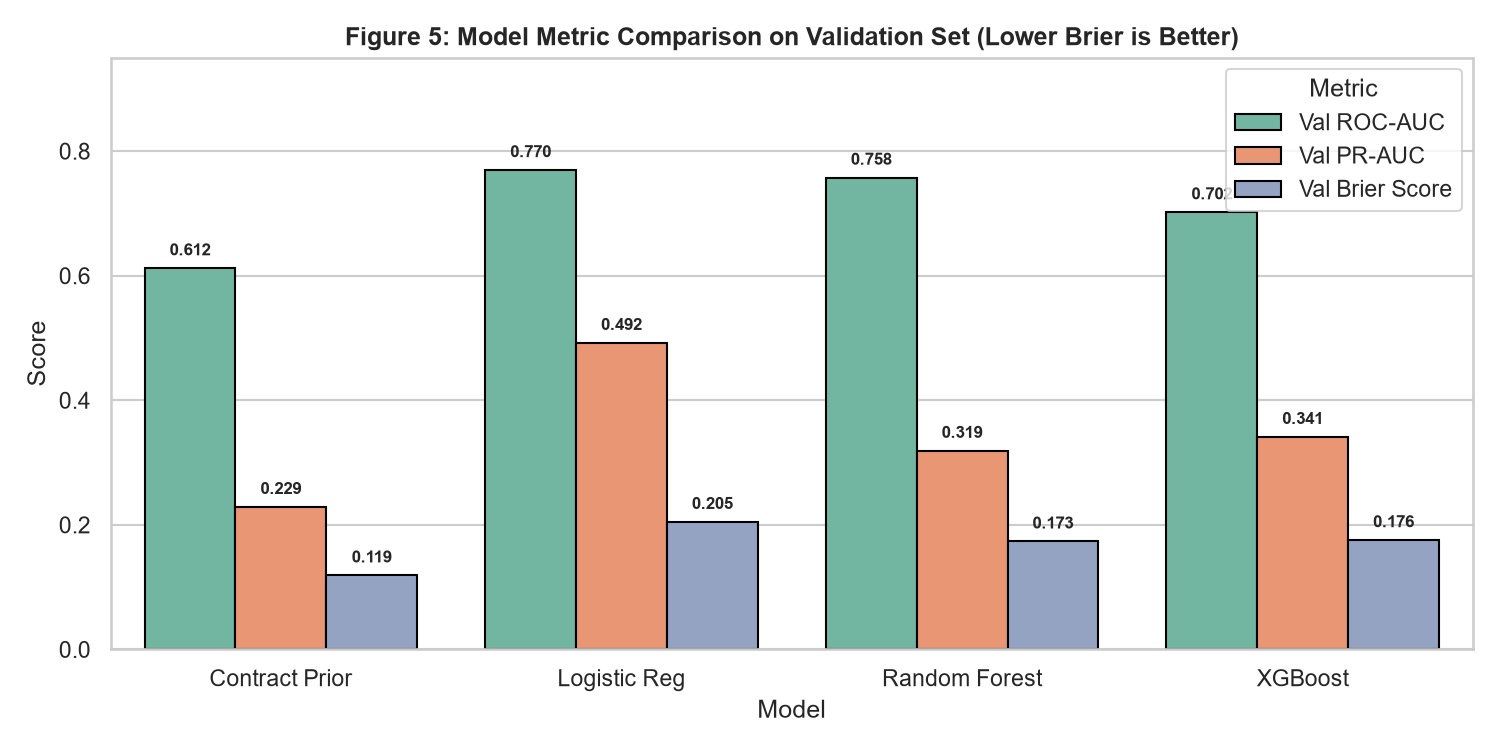 Figure 5: Model Metric Comparison on Validation Set (Lower Brier is Better)
Metric
Val ROC-AUC
Val PR-AUC
Val Brier Score
Score
0.8
0.6
0.4
0.2
0.0
0.612
0.229
0.119
0.770
0.492
0.205
0.758
0.319
0.173
0.702
0.341
0.176
Contract Prior
Logistic Reg
Random Forest
XGBoost
Model